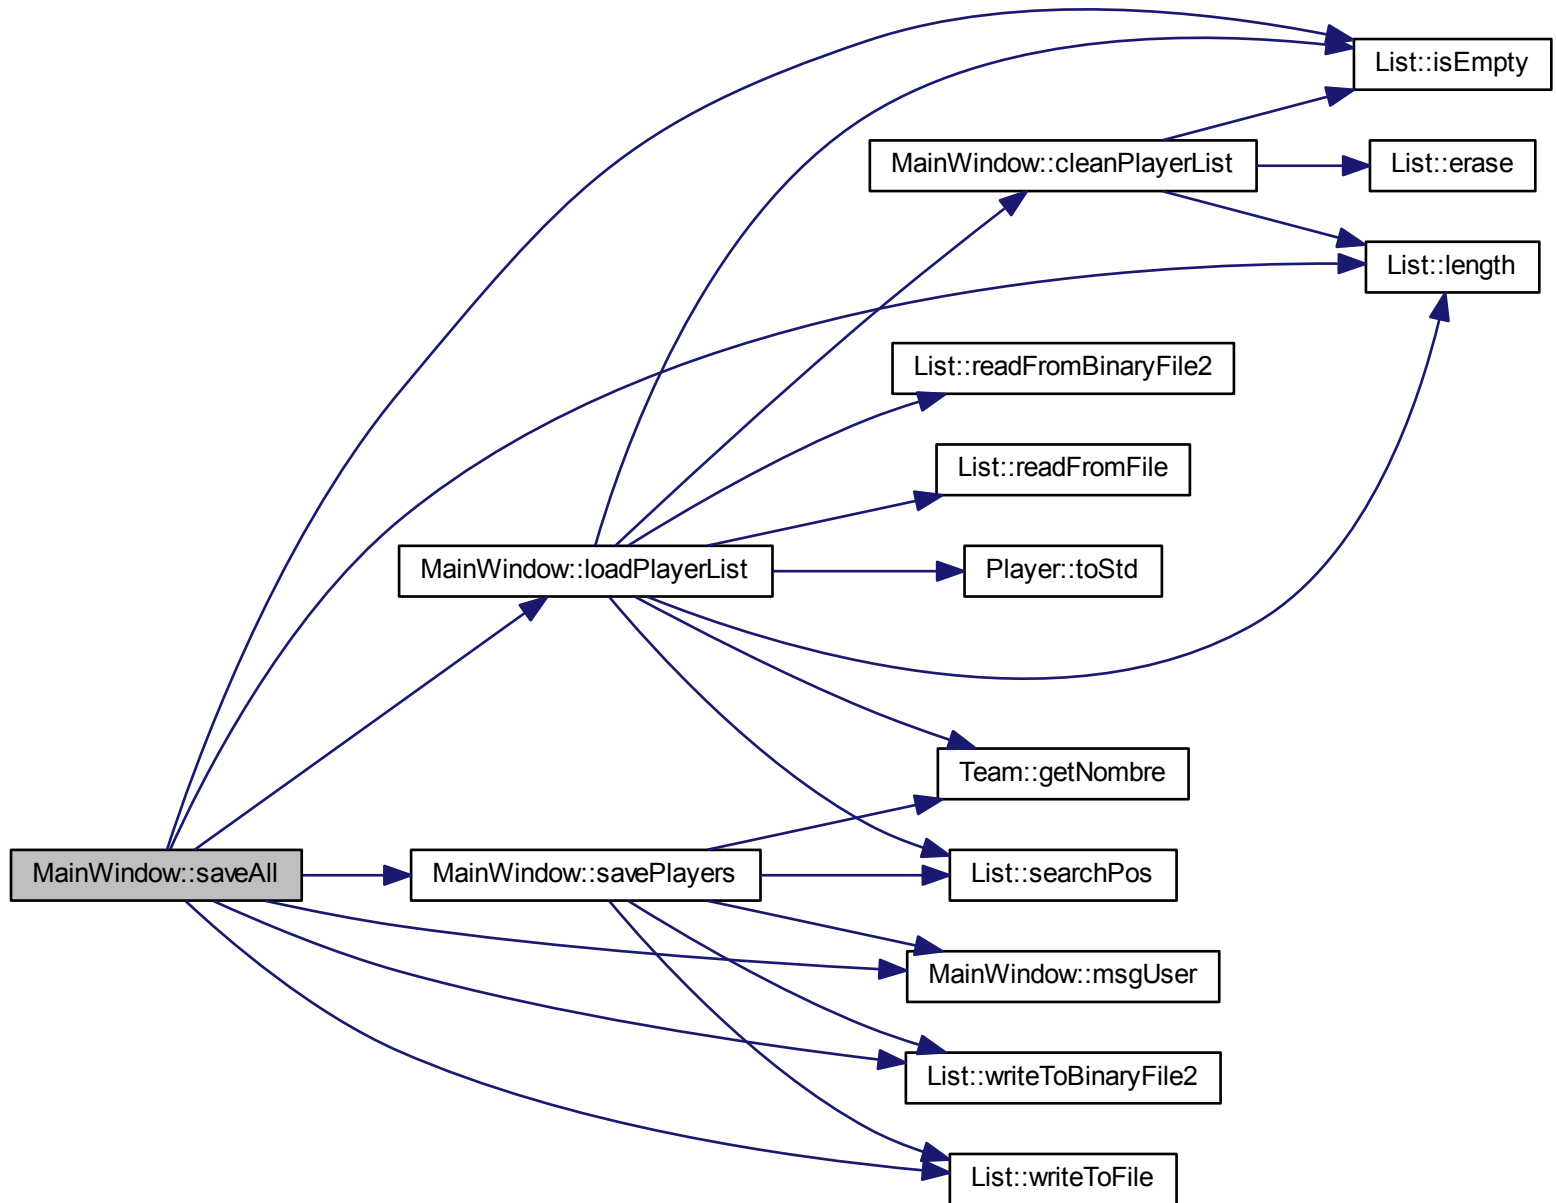 List::isEmpty
MainWindow::cleanPlayerList
List::erase
List::length
List::readFromBinaryFile2
List::readFromFile
MainWindow::loadPlayerList
Player::toStd
Team::getNombre
MainWindow::saveAll
MainWindow::savePlayers
List::searchPos
MainWindow::msgUser
List::writeToBinaryFile2
List::writeToFile